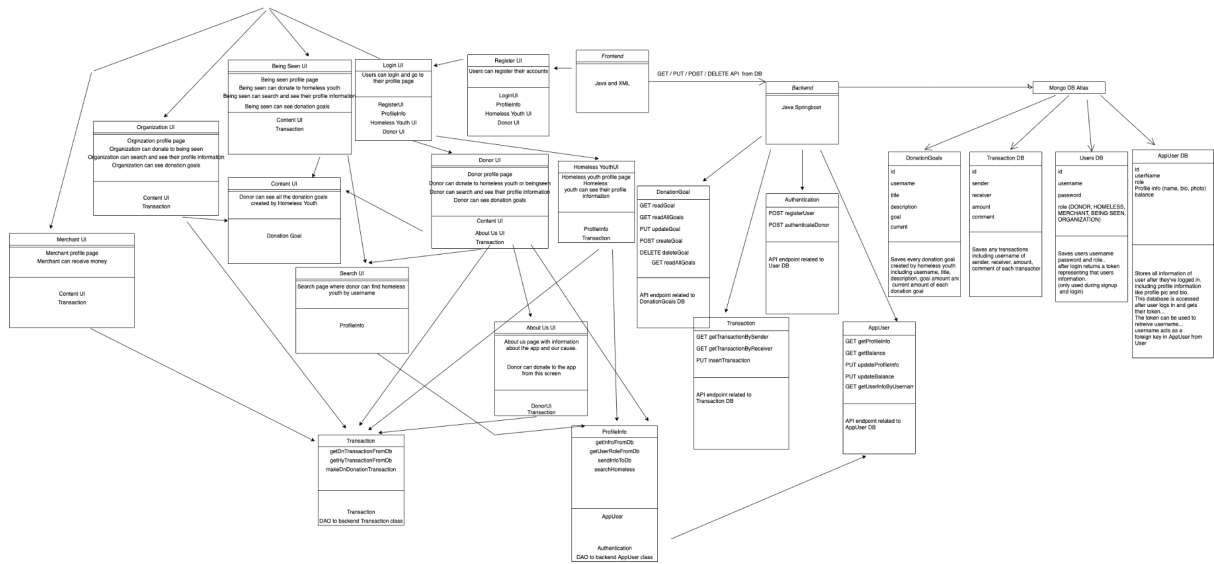 Frontend
Java and XML
GET / PUT / POST / DELETE API from DB
Backend
Java Springboot
Mongo DB Atlas
Register UI
Users can register their accounts
LoginUI
ProfileInfo
Homeless Youth UI
Donor UI
Login UI
Users can login and go to
their profile page
RegisterUI
ProfileInfo
Homeless Youth UI
Donor UI
Being Seen UI
Being seen profile page
Being seen can donate to homeless youth
Being seen can search and see their profile information
Being seen can see donation goals
Content UI
Transaction
Organization UI
Orginzation profile page
Organization can donate to being seen
Organization can search and see their profile information
Organization can see donation goals
Content UI
Transaction
Merchant UI
Merchant profile page
Merchant can receive money
Content UI
Transaction
Content UI
Donor can see all the donation goals
created by Homeless Youth
Donation Goal
Donor UI
Donor profile page
Donor can donate to homeless youth or beingseen
Donor can search and see their profile information
Donor can see donation goals
Content UI
About Us UI
Transaction
Homeless YouthUI
Homeless youth profile page
Homeless
youth can see their profile
information
ProfileInfo
Transaction
Search UI
Search page where donor can find homeless
youth by username
ProfileInfo
About Us UI
About us page with information
about the app and our cause.
Donor can donate to the app
from this screen
DonorUI
Transaction
Transaction
getDnTransactionFromDb
getHyTransactionFromDb
makeDnDonationTransaction
Transaction
DAO to backend Transaction class
ProfileInfo
getInfroFromDb
getUserRoleFromDb
sendInfoToDb
searchHomeless
AppUser
Authentication
DAO to backend AppUser class
DonationGoal
GET readGoal
GET readAllGoals
PUT updateGoal
POST createGoal
DELETE deleteGoal
GET readAllGoals
API endpoint related to
DonationGoals DB
Authentication
POST registerUser
POST authenticateDonor
API endpoint related to
User DB
Transaction
GET getTransactionBySender
GET getTransactionByReceiver
PUT insertTransaction
API endpoint related to
Transaction DB
AppUser
GET getProfileInfo
GET getBalance
PUT updateProfileInfo
PUT updateBalance
GET getUserInfoByUsernam
API endpoint related to
AppUser DB
DonationGoals
id
username
title
description
goal
current
Saves every donation goal
created by homeless youth
including username, title,
description, goal amount and
current amount of each
donation goal
Transaction DB
id
sender
receiver
amount
comment
Saves any transactions
including username of
sender, receiver, amount,
comment of each transaction
Users DB
id
username
password
role (DONOR, HOMELESS,
MERCHANT, BEING SEEN,
ORGANIZATION)
Saves users username
password and role..
after login returns a token
representing that users
information.
(only used during signup
and login)
AppUser DB
id
userName
role
Profile info (name, bio, photo)
balance
Stores all information of
user after they've logged in.
including profile information
like profile pic and bio.
This database is accessed
after user logs in and gets
their token...
The token can be used to
retreive username...
username acts as a
foreign key in AppUser from
User